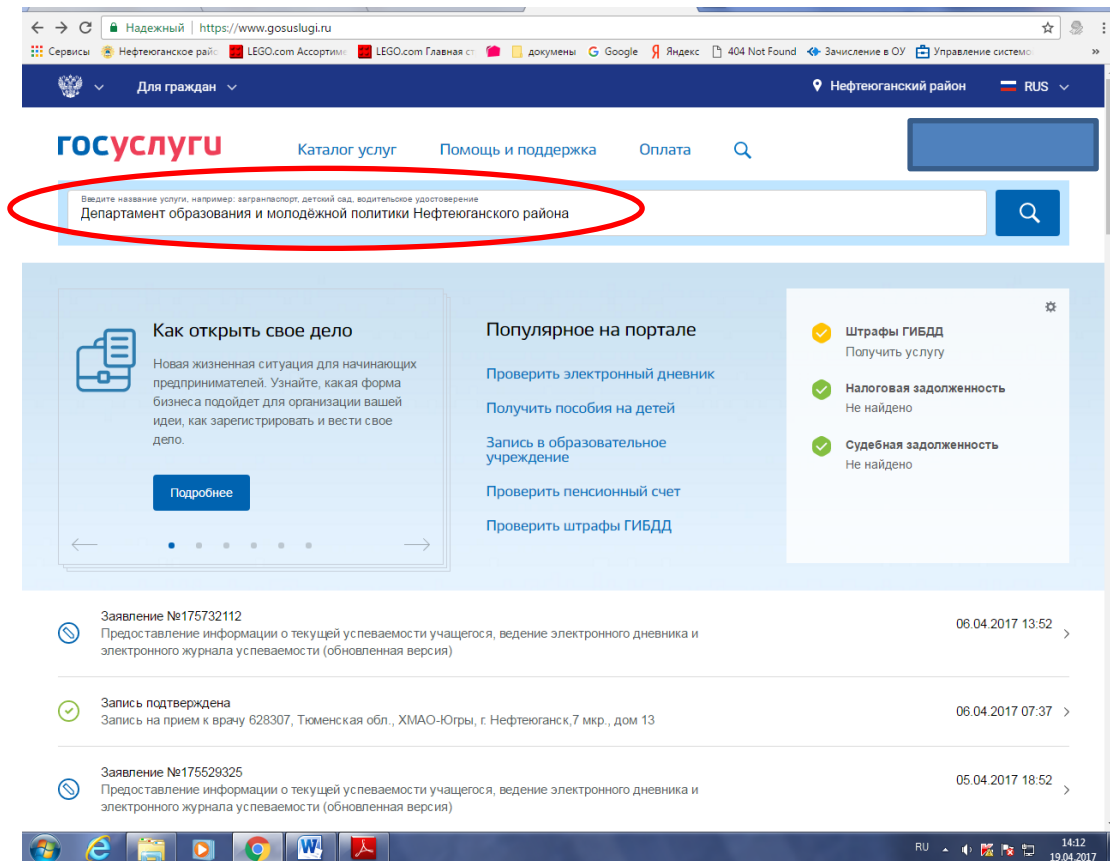 Надежный | https://www.gosuslugi.ru
Сервисы Нефтеюганское райо LEGO.com Ассортиме LEGO.com Главная ст докумены Google Яндекс 404 Not Found Зачисление в ОУ Управление системо »
Для граждан Нефтеюганский район RUS
госуслуги Каталог услуг Помощь и поддержка Оплата
Введите название услуги, например: загранпаспорт, детский сад, водительское удостоверение
Департамент образования и молодёжной политики Нефтеюганского района
Как открыть свое дело
Новая жизненная ситуация для начинающих
предпринимателей. Узнайте, какая форма
бизнеса подойдет для организации вашей
идеи, как зарегистрировать и вести свое
дело.
Подробнее
Популярное на портале
Проверить электронный дневник
Получить пособия на детей
Запись в образовательное
учреждение
Проверить пенсионный счет
Проверить штрафы ГИБДД
Штрафы ГИБДД
Получить услугу
Налоговая задолженность
Не найдено
Судебная задолженность
Не найдено
Заявление №175732112
Предоставление информации о текущей успеваемости учащегося, ведение электронного дневника и
электронного журнала успеваемости (обновленная версия)
06.04.2017 13:52
Запись подтверждена
Запись на прием к врачу 628307, Тюменская обл., ХМАО-Югры, г. Нефтеюганск,7 мкр., дом 13
06.04.2017 07:37
Заявление №175529325
Предоставление информации о текущей успеваемости учащегося, ведение электронного дневника и
электронного журнала успеваемости (обновленная версия)
05.04.2017 18:52
RU 14:12
19.04.2017